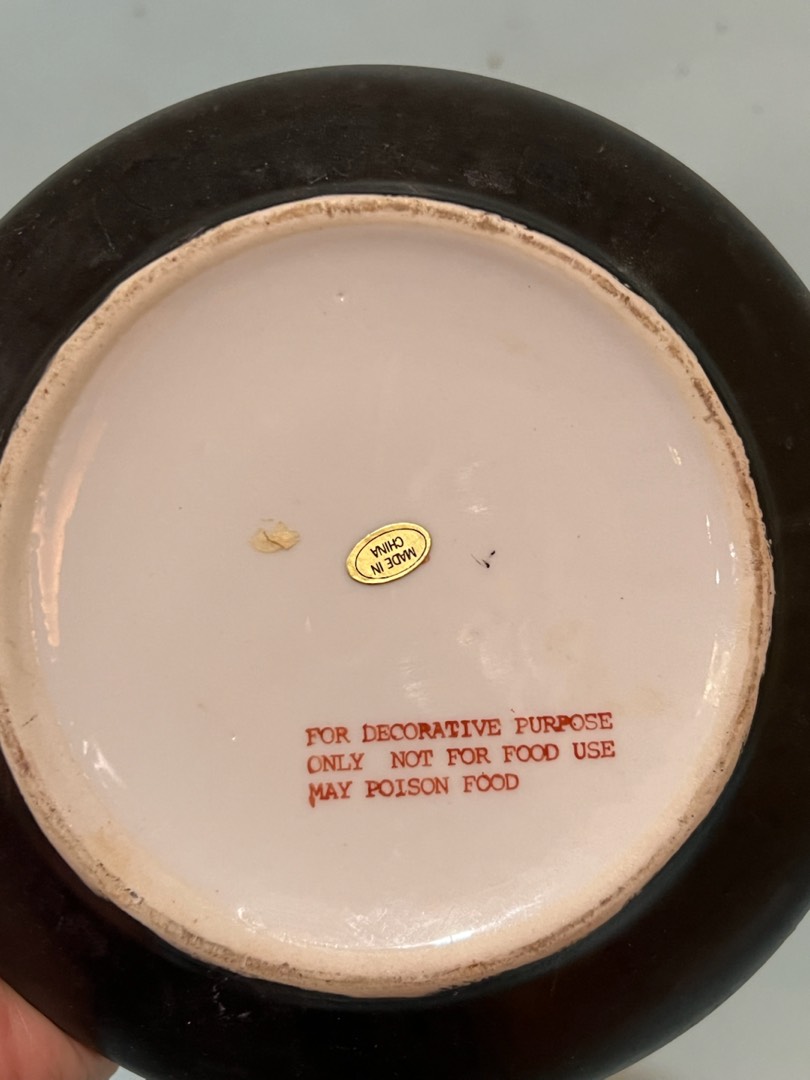 MADE IN
CHINA
FOR DECORATIVE PURPOSE
ONLY NOT FOR FOOD USE
MAY POISON FOOD